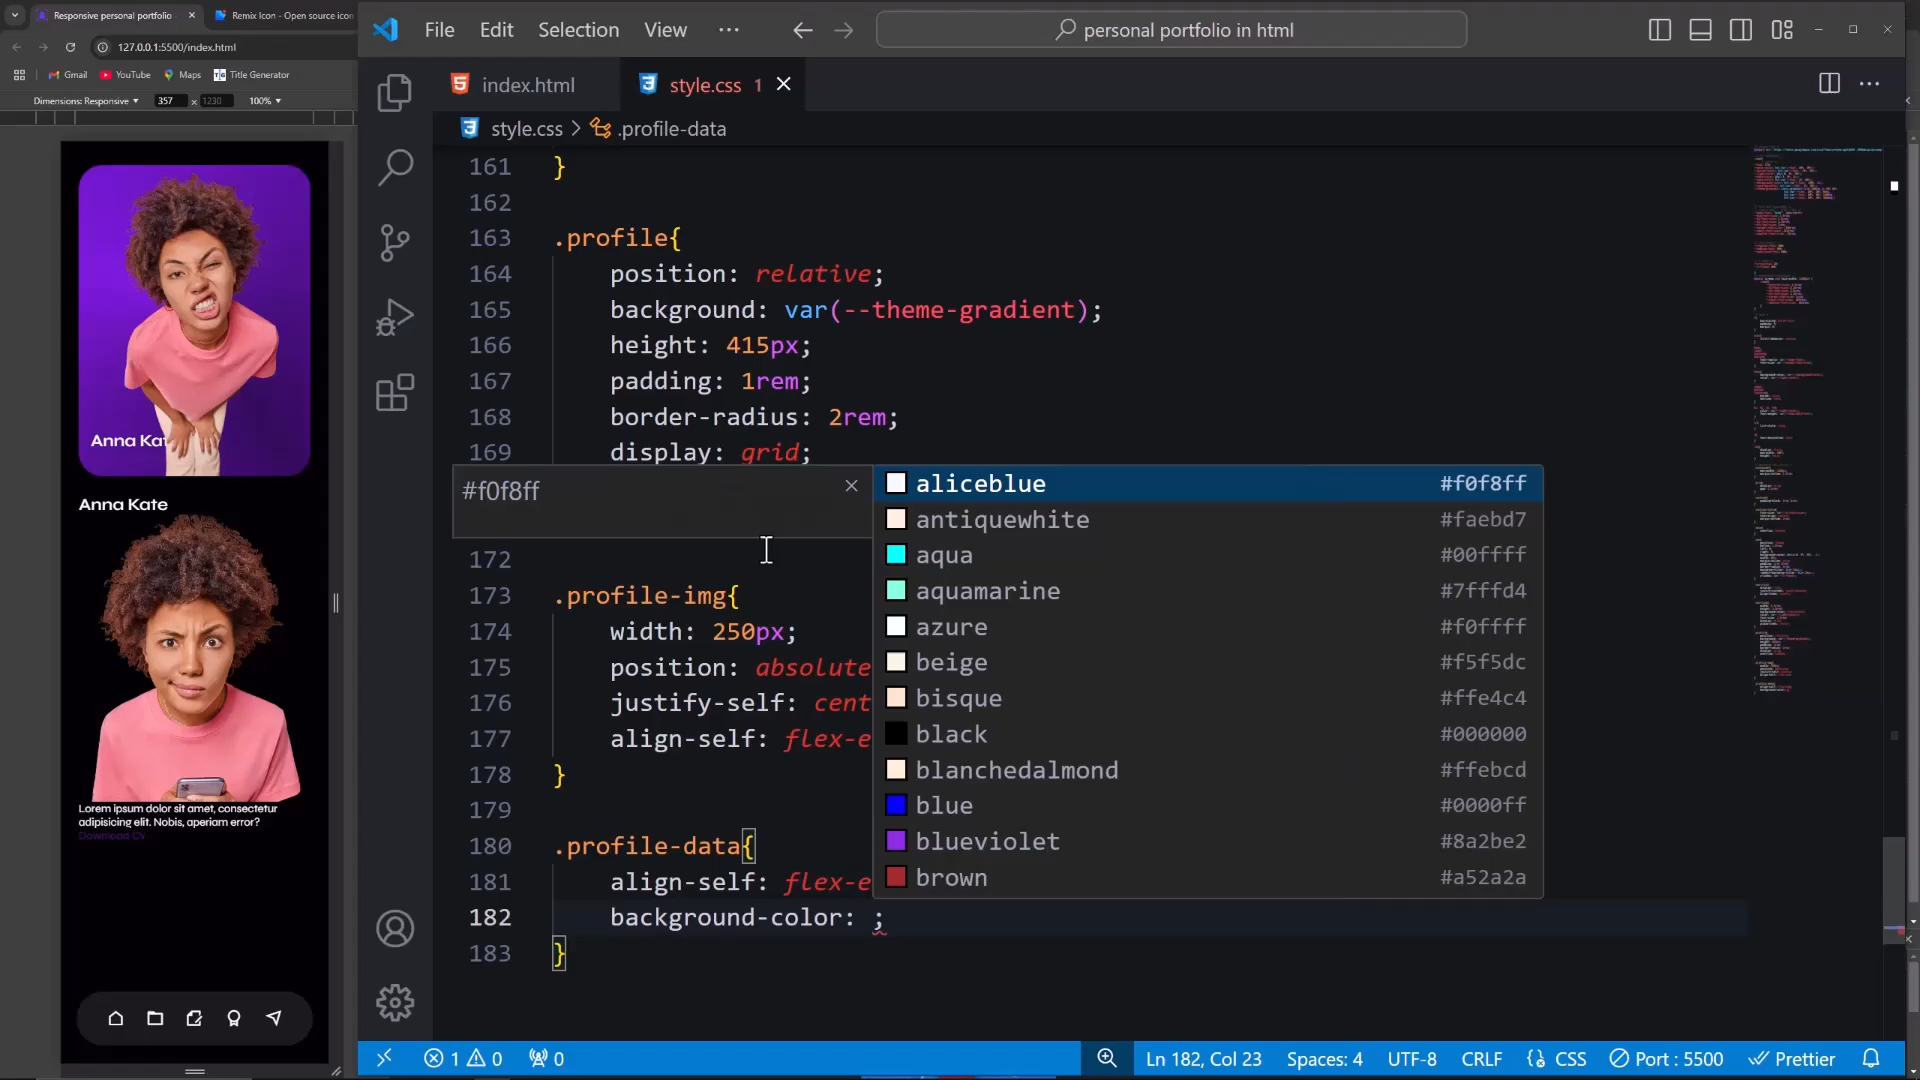 Responsive personal portfolio
Remix Icon - Open source icon
127.0.0.1:5500/index.html
Gmail
YouTube
Maps
Title Generator
Dimensions: Responsive
357
x
1230
100%
Anna Kat
Anna Kate
Lorem ipsum dolor sit amet, consectetur
adipisicing elit. Nobis, aperiam error?
Download CV
File Edit Selection View ...
personal portfolio in html
index.html
style.css 1
style.css > .profile-data
161 }
162
163 .profile{
164 position: relative;
165 background: var(--theme-gradient);
166 height: 415px;
167 padding: 1rem;
168 border-radius: 2rem;
169 display: grid;
#f0f8ff
172
173 .profile-img{
174 width: 250px;
175 position: absolute
176 justify-self: cent
177 align-self: flex-e
178 }
179
180 .profile-data{
181 align-self: flex-e
182 background-color: ;
183 }
aliceblue #f0f8ff
antiquewhite #faebd7
aqua #00ffff
aquamarine #7fffd4
azure #f0ffff
beige #f5f5dc
bisque #ffe4c4
black #000000
blanchedalmond #ffebcd
blue #0000ff
blueviolet #8a2be2
brown #a52a2a
1 0 0
Ln 182, Col 23
Spaces: 4
UTF-8
CRLF
CSS
Port : 5500
Prettier